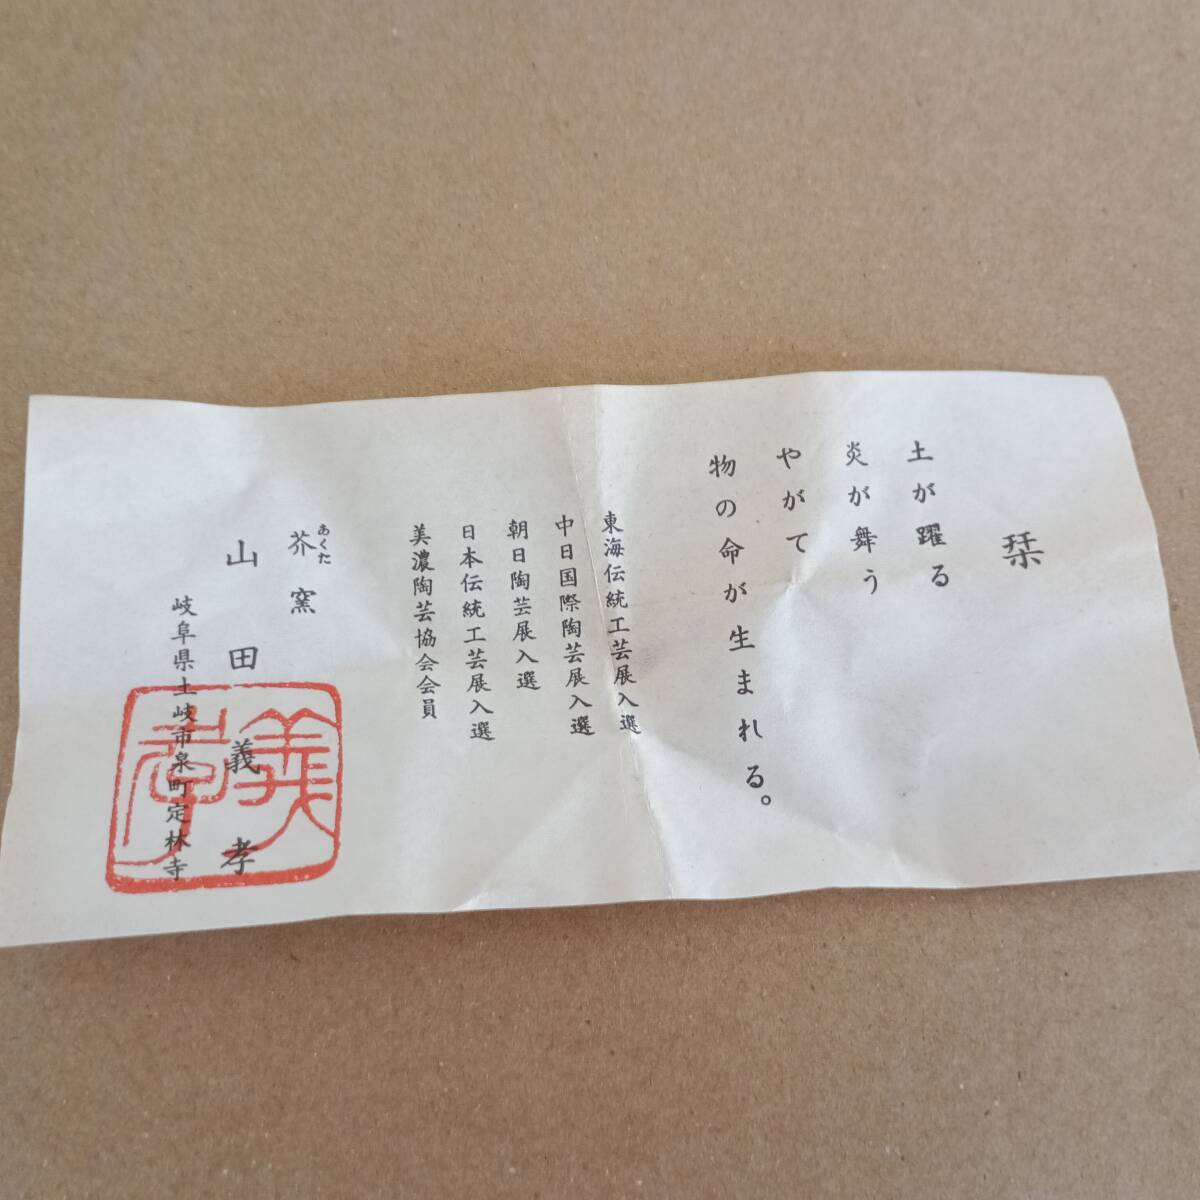 栞
土が躍る
炎が舞う
やがて
物の命が生まれる。
東海伝統工芸展入選
中日国際陶芸展入選
朝日陶芸展入選
日本伝統工芸展入選
美濃陶芸協会会員
あくた
芥窯
山田義孝
岐阜県土岐市泉町定林寺
義孝